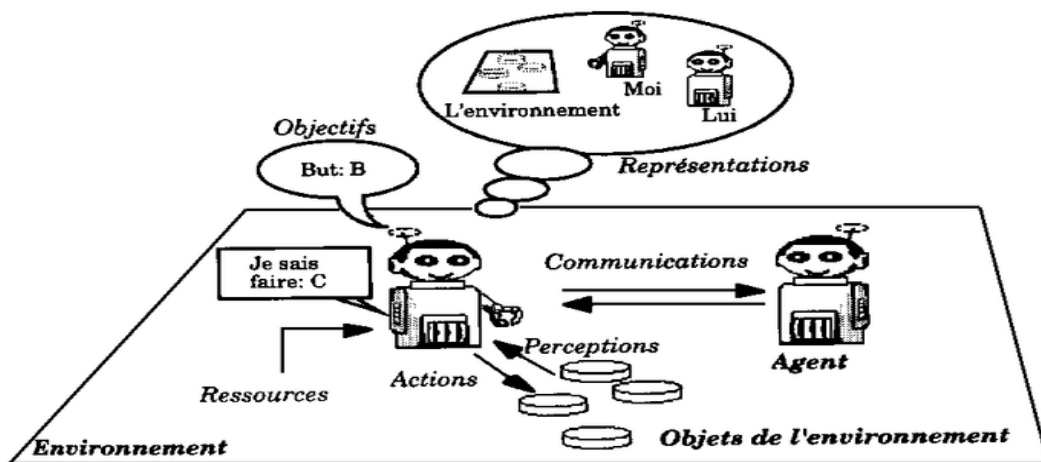 L'environnement
Moi
Lui
Objectifs
But: B
Représentations
Je sais
faire: C
Communications
Ressources
Actions
Perceptions
Agent
Environnement
Objets de l'environnement